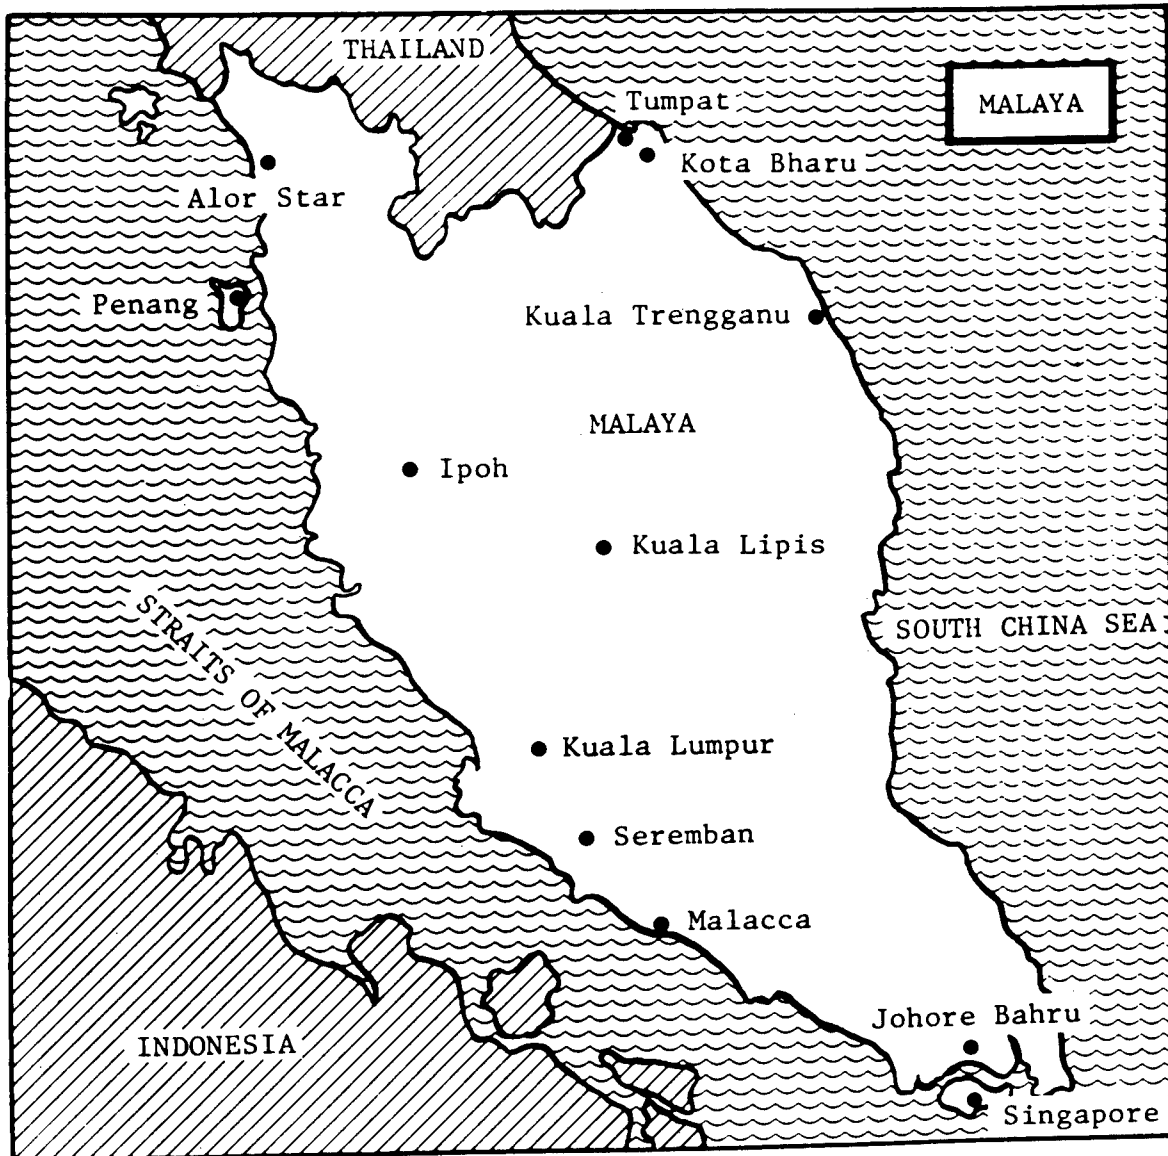 THAILAND
MALAYA
Tumpat
Kota Bharu
Alor Star
Penang
Kuala Trengganu
MALAYA
Ipoh
Kuala Lipis
STRAITS OF MALACCA
SOUTH CHINA SEA
Kuala Lumpur
Seremban
Malacca
Johore Bahru
INDONESIA
Singapore